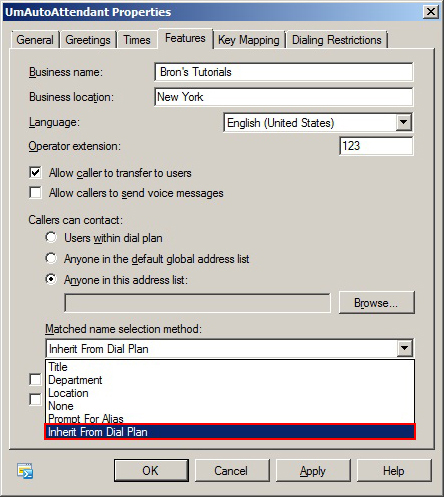 UmAutoAttendant Properties
General Greetings Times Features Key Mapping Dialing Restrictions
Business name: Bron's Tutorials
Business location: New York
Language: English (United States)
Operator extension: 123
Allow caller to transfer to users
Allow callers to send voice messages
Callers can contact:
Users within dial plan
Anyone in the default global address list
Anyone in this address list:
Browse...
Matched name selection method:
Inherit From Dial Plan
Title
Department
Location
None
Prompt For Alias
Inherit From Dial Plan
OK Cancel Apply Help